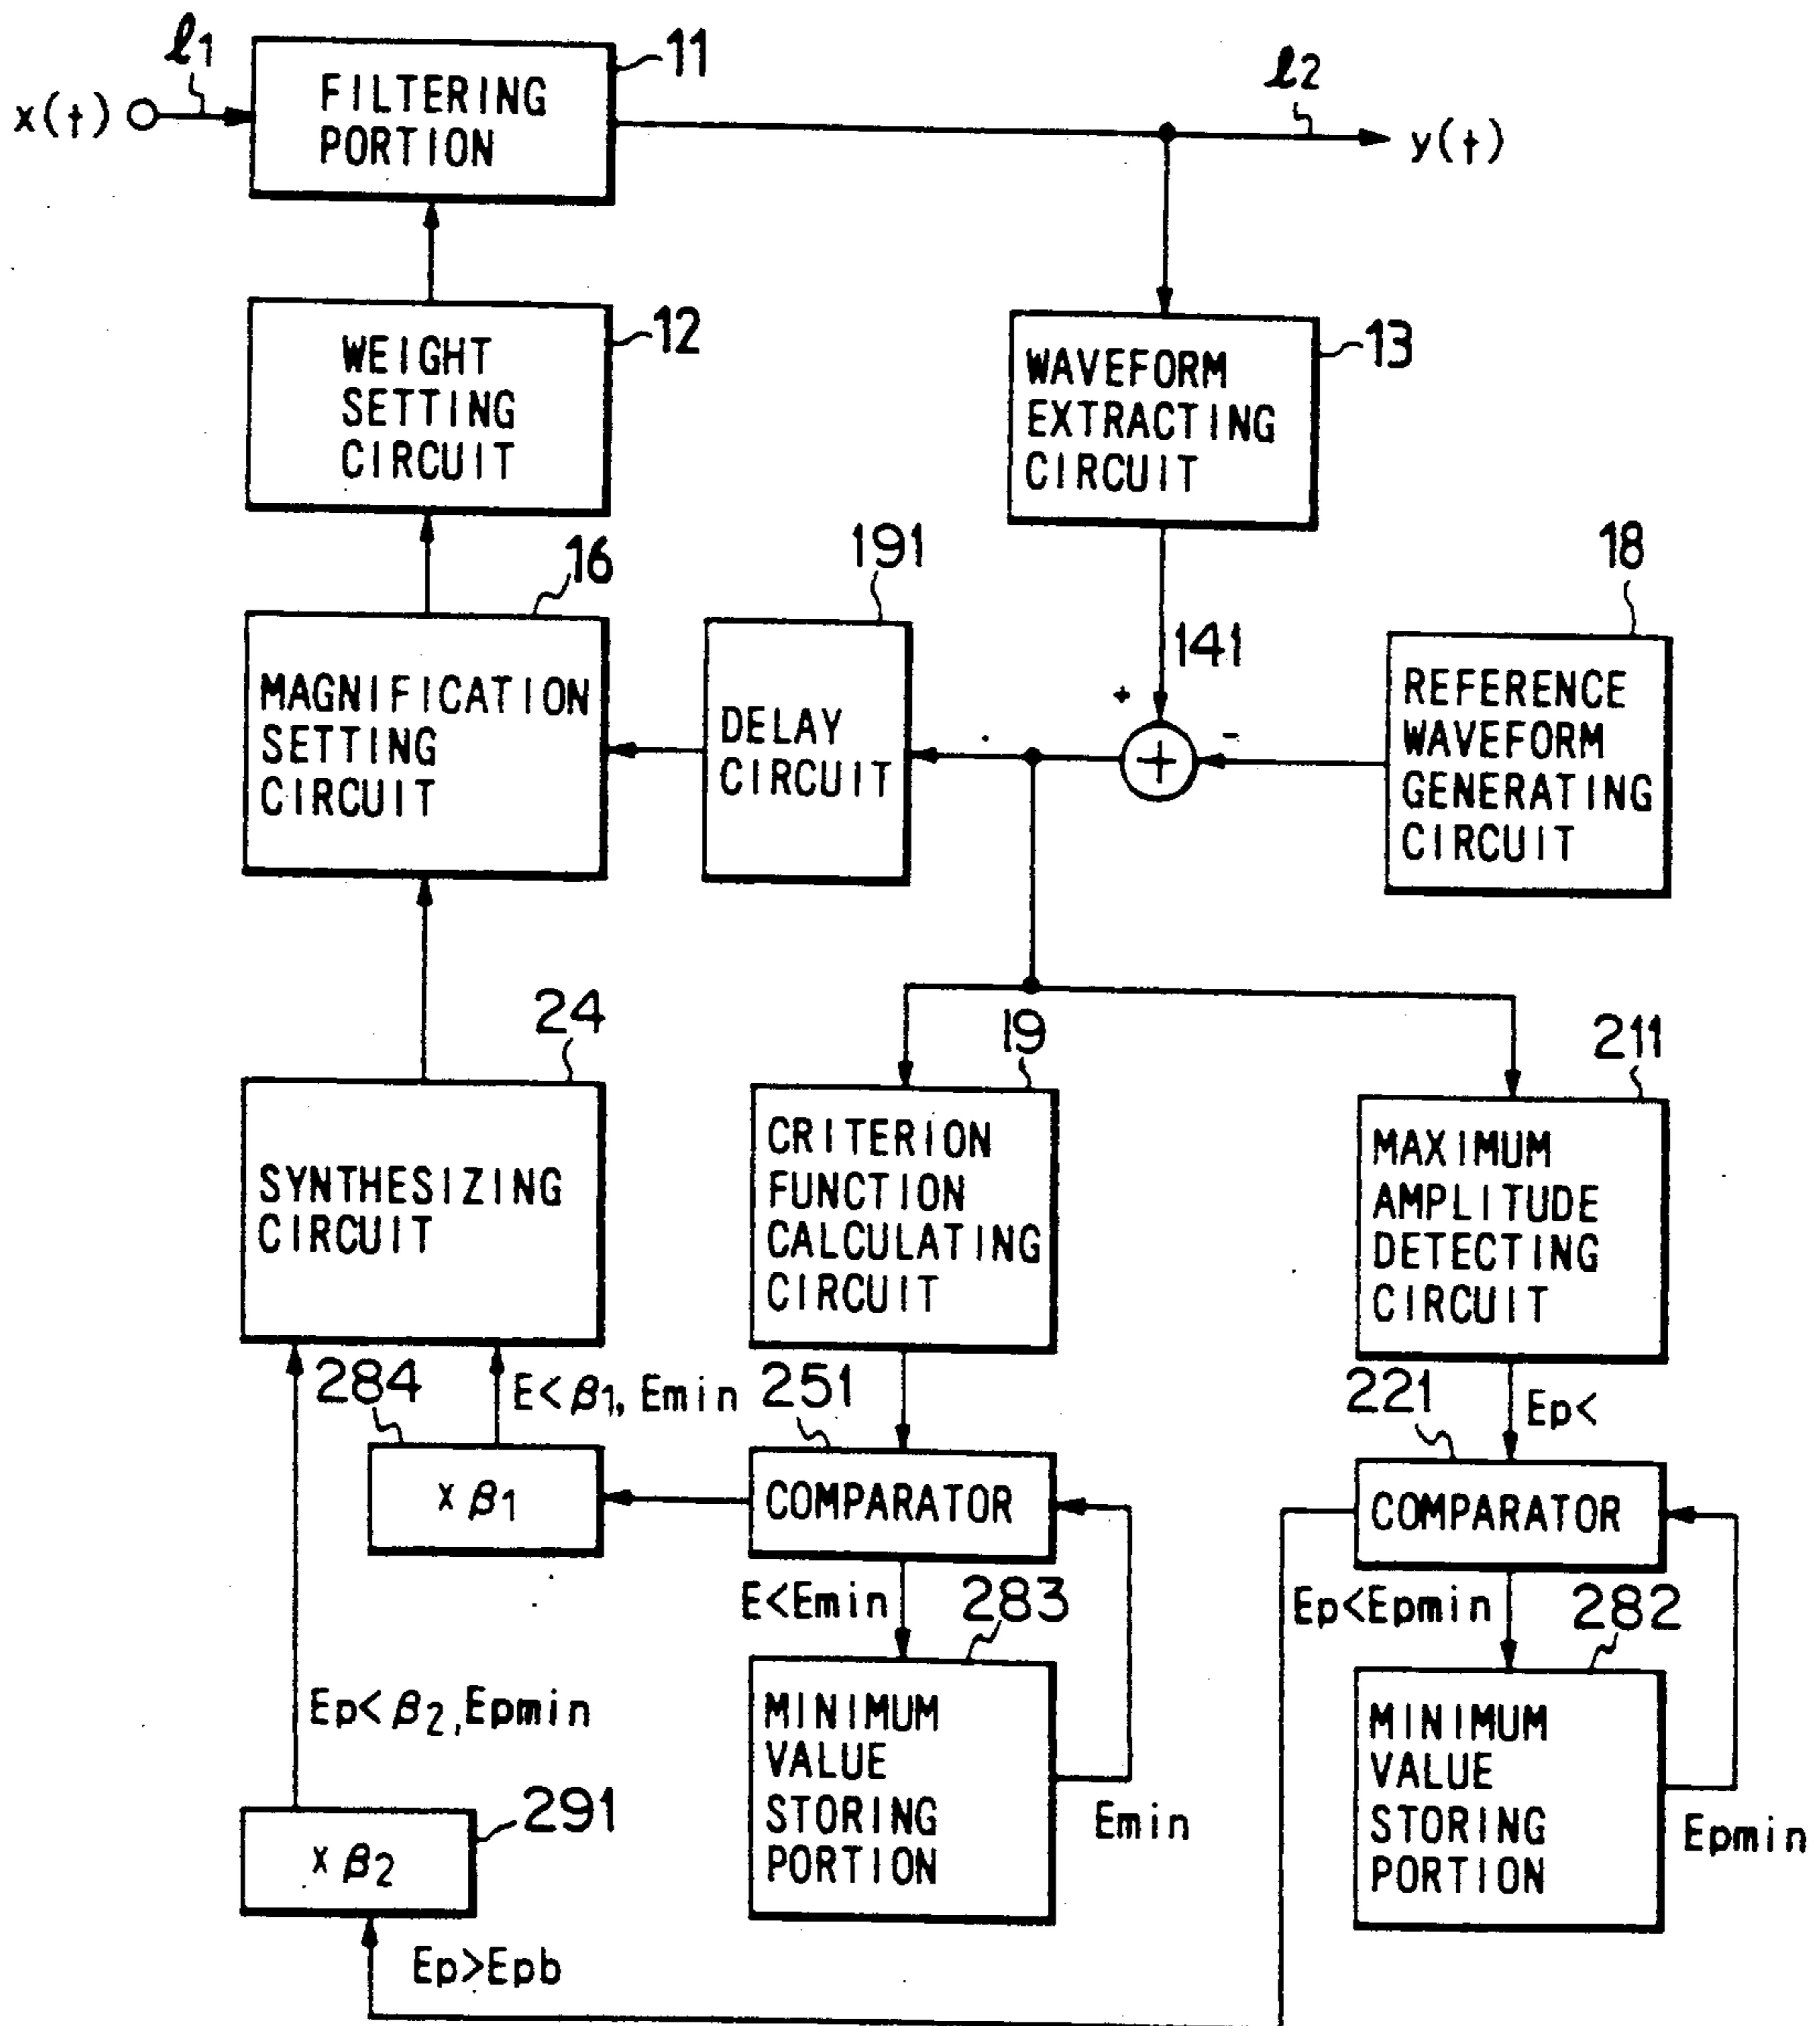 ℓ1
11
x(t)
FILTERING
PORTION
ℓ2
y(t)
WEIGHT
SETTING
CIRCUIT
12
WAVEFORM
EXTRACTING
CIRCUIT
13
16
191
141
18
MAGNIFICATION
SETTING
CIRCUIT
DELAY
CIRCUIT
+
-
+
REFERENCE
WAVEFORM
GENERATING
CIRCUIT
24
19
211
SYNTHESIZING
CIRCUIT
CRITERION
FUNCTION
CALCULATING
CIRCUIT
MAXIMUM
AMPLITUDE
DETECTING
CIRCUIT
284
E<β1, Emin
251
221
Ep<
x β1
COMPARATOR
COMPARATOR
E<Emin
283
Ep<Epmin
282
Ep<β2,Epmin
MINIMUM
VALUE
STORING
PORTION
Emin
MINIMUM
VALUE
STORING
PORTION
Epmin
x β2
291
Ep>Epb